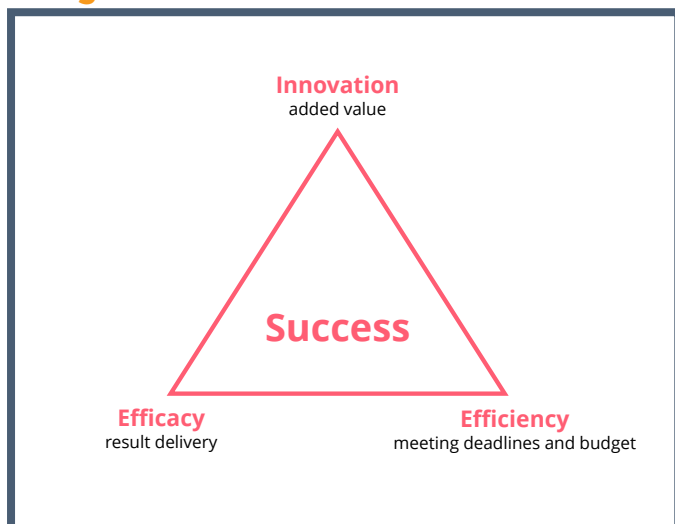 Innovation
added value
Success
Efficacy
result delivery
Efficiency
meeting deadlines and budget